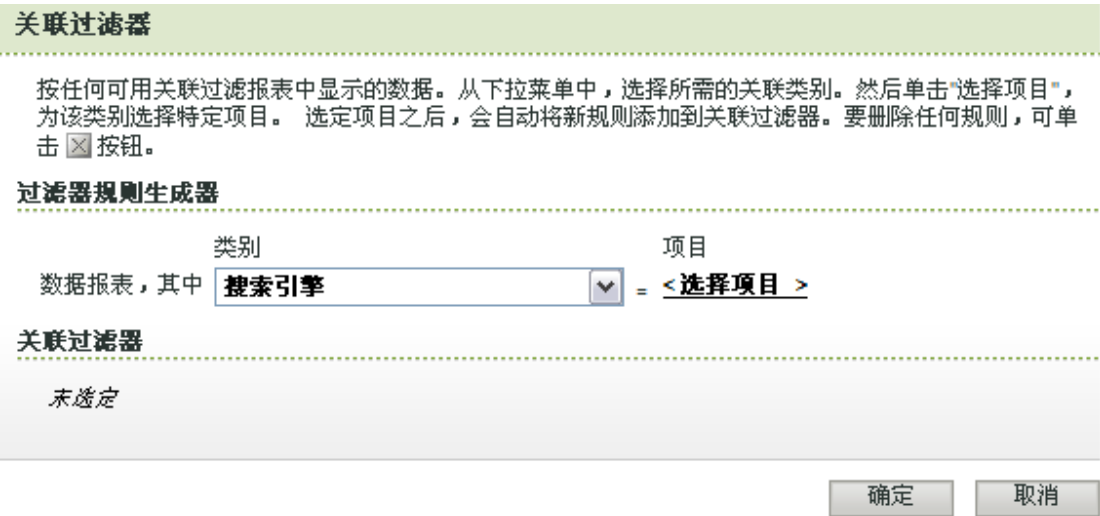 关联过滤器
按任何可用关联过滤报表中显示的数据。从下拉菜单中，选择所需的关联类别。然后单击"选择项目"，
为该类别选择特定项目。 选定项目之后，会自动将新规则添加到关联过滤器。要删除任何规则，可单
击 按钮。
过滤器规则生成器
类别 项目
数据报表，其中 搜索引擎 = <选择项目 >
关联过滤器
未选定
确定 取消